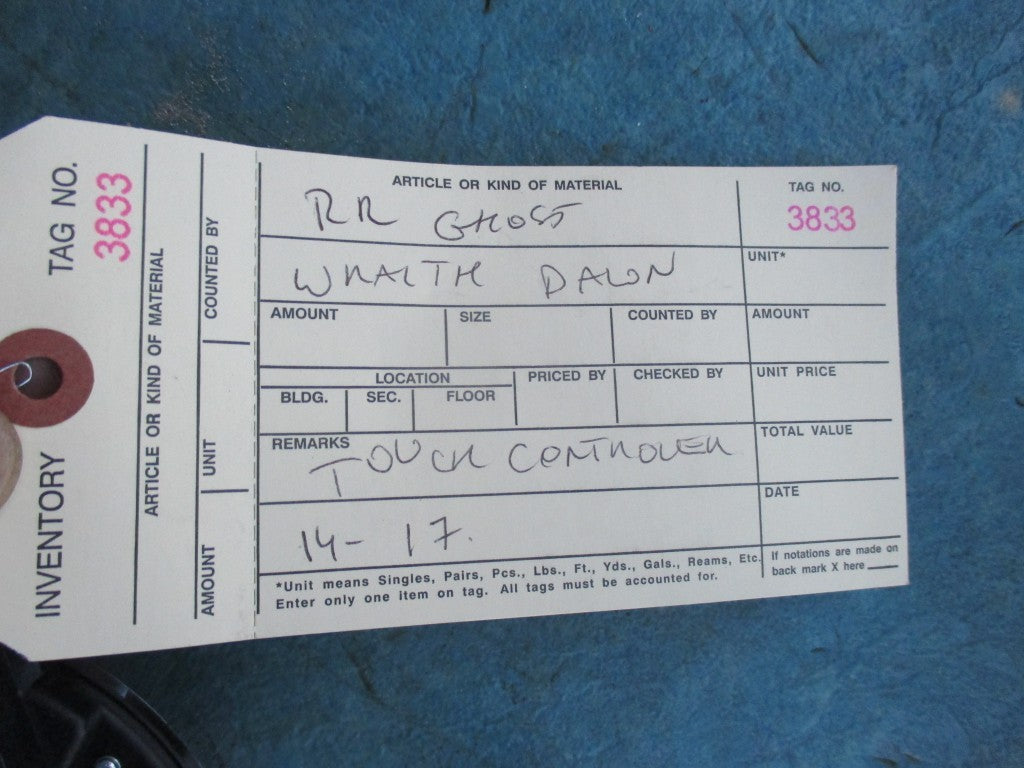 INVENTORY
TAG NO.
3833
ARTICLE OR KIND OF MATERIAL
AMOUNT
UNIT
COUNTED BY
ARTICLE OR KIND OF MATERIAL
RR GHOST
TAG NO.
3833
WRAITH DAWN
UNIT*
AMOUNT SIZE COUNTED BY AMOUNT
LOCATION PRICED BY CHECKED BY UNIT PRICE
BLDG. SEC. FLOOR
REMARKS
TOUCH CONTROLLER
TOTAL VALUE
14-17.
DATE
*Unit means Singles, Pairs, Pcs., Lbs., Ft., Yds., Gals., Reams, Etc.
Enter only one item on tag. All tags must be accounted for.
If notations are made on
back mark X here